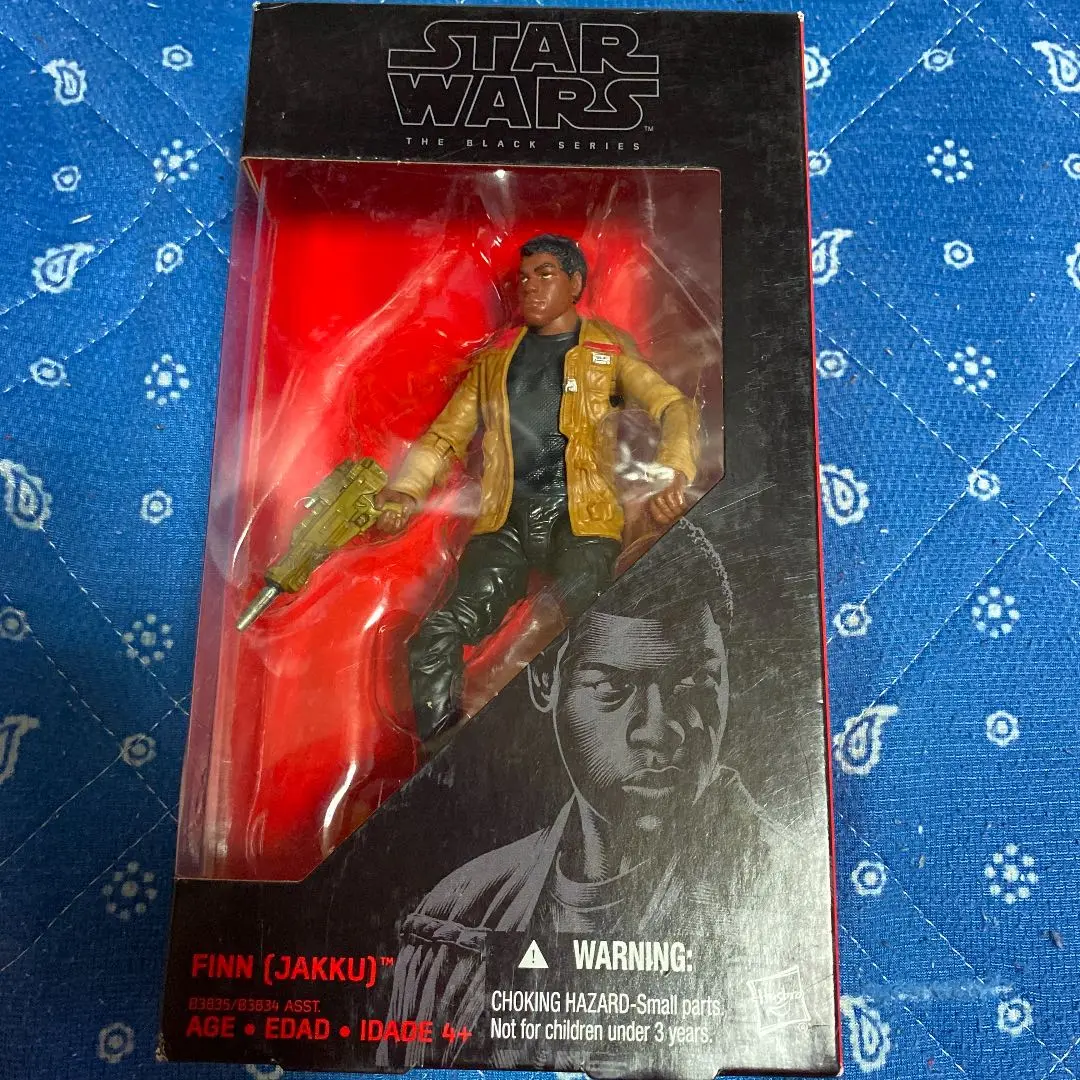 STAR
WARS™
THE BLACK SERIES
FINN (JAKKU)™
B3835/B3834 ASST.
AGE • EDAD • IDADE 4+
WARNING:
CHOKING HAZARD-Small parts.
Not for children under 3 years.
Hasbro
®